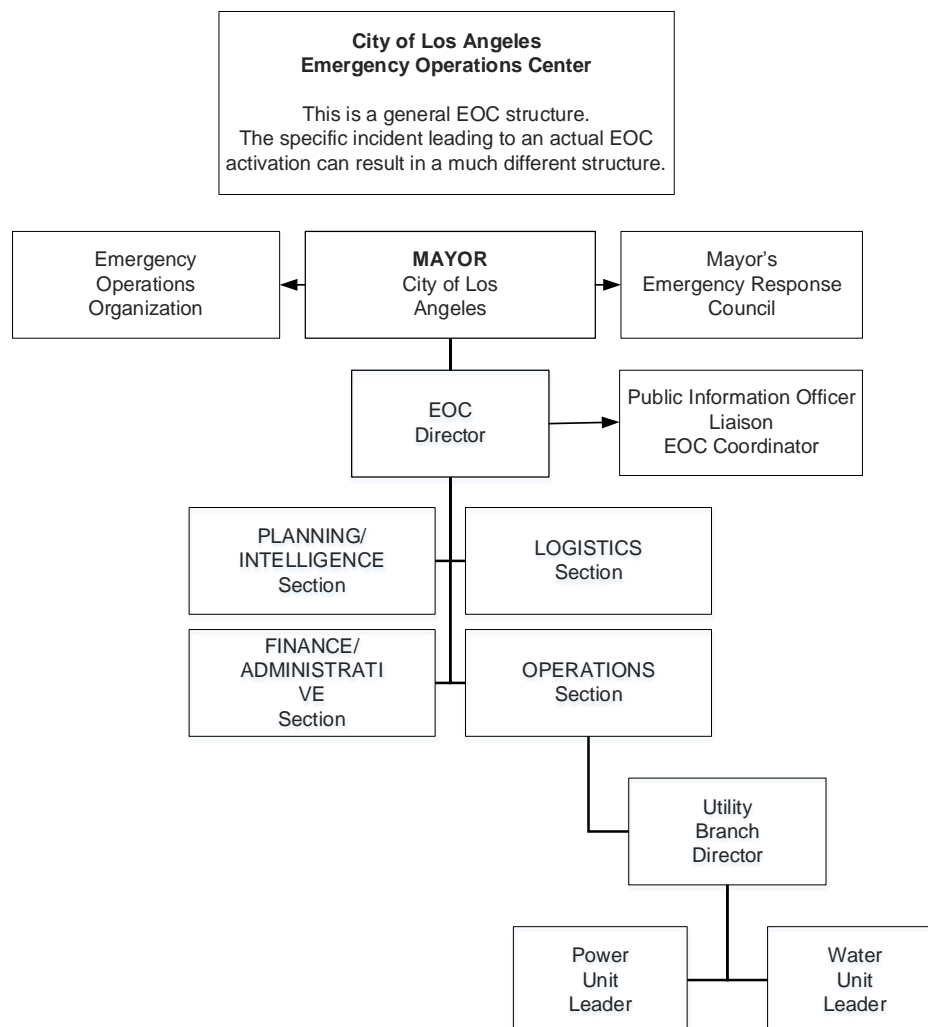 City of Los Angeles
Emergency Operations Center
This is a general EOC structure.
The specific incident leading to an actual EOC
activation can result in a much different structure.
Emergency
Operations
Organization
MAYOR
City of Los
Angeles
Mayor’s
Emergency Response
Council
EOC
Director
Public Information Officer
Liaison
EOC Coordinator
PLANNING/
INTELLIGENCE
Section
LOGISTICS
Section
FINANCE/
ADMINISTRATI
VE
Section
OPERATIONS
Section
Utility
Branch
Director
Power
Unit
Leader
Water
Unit
Leader